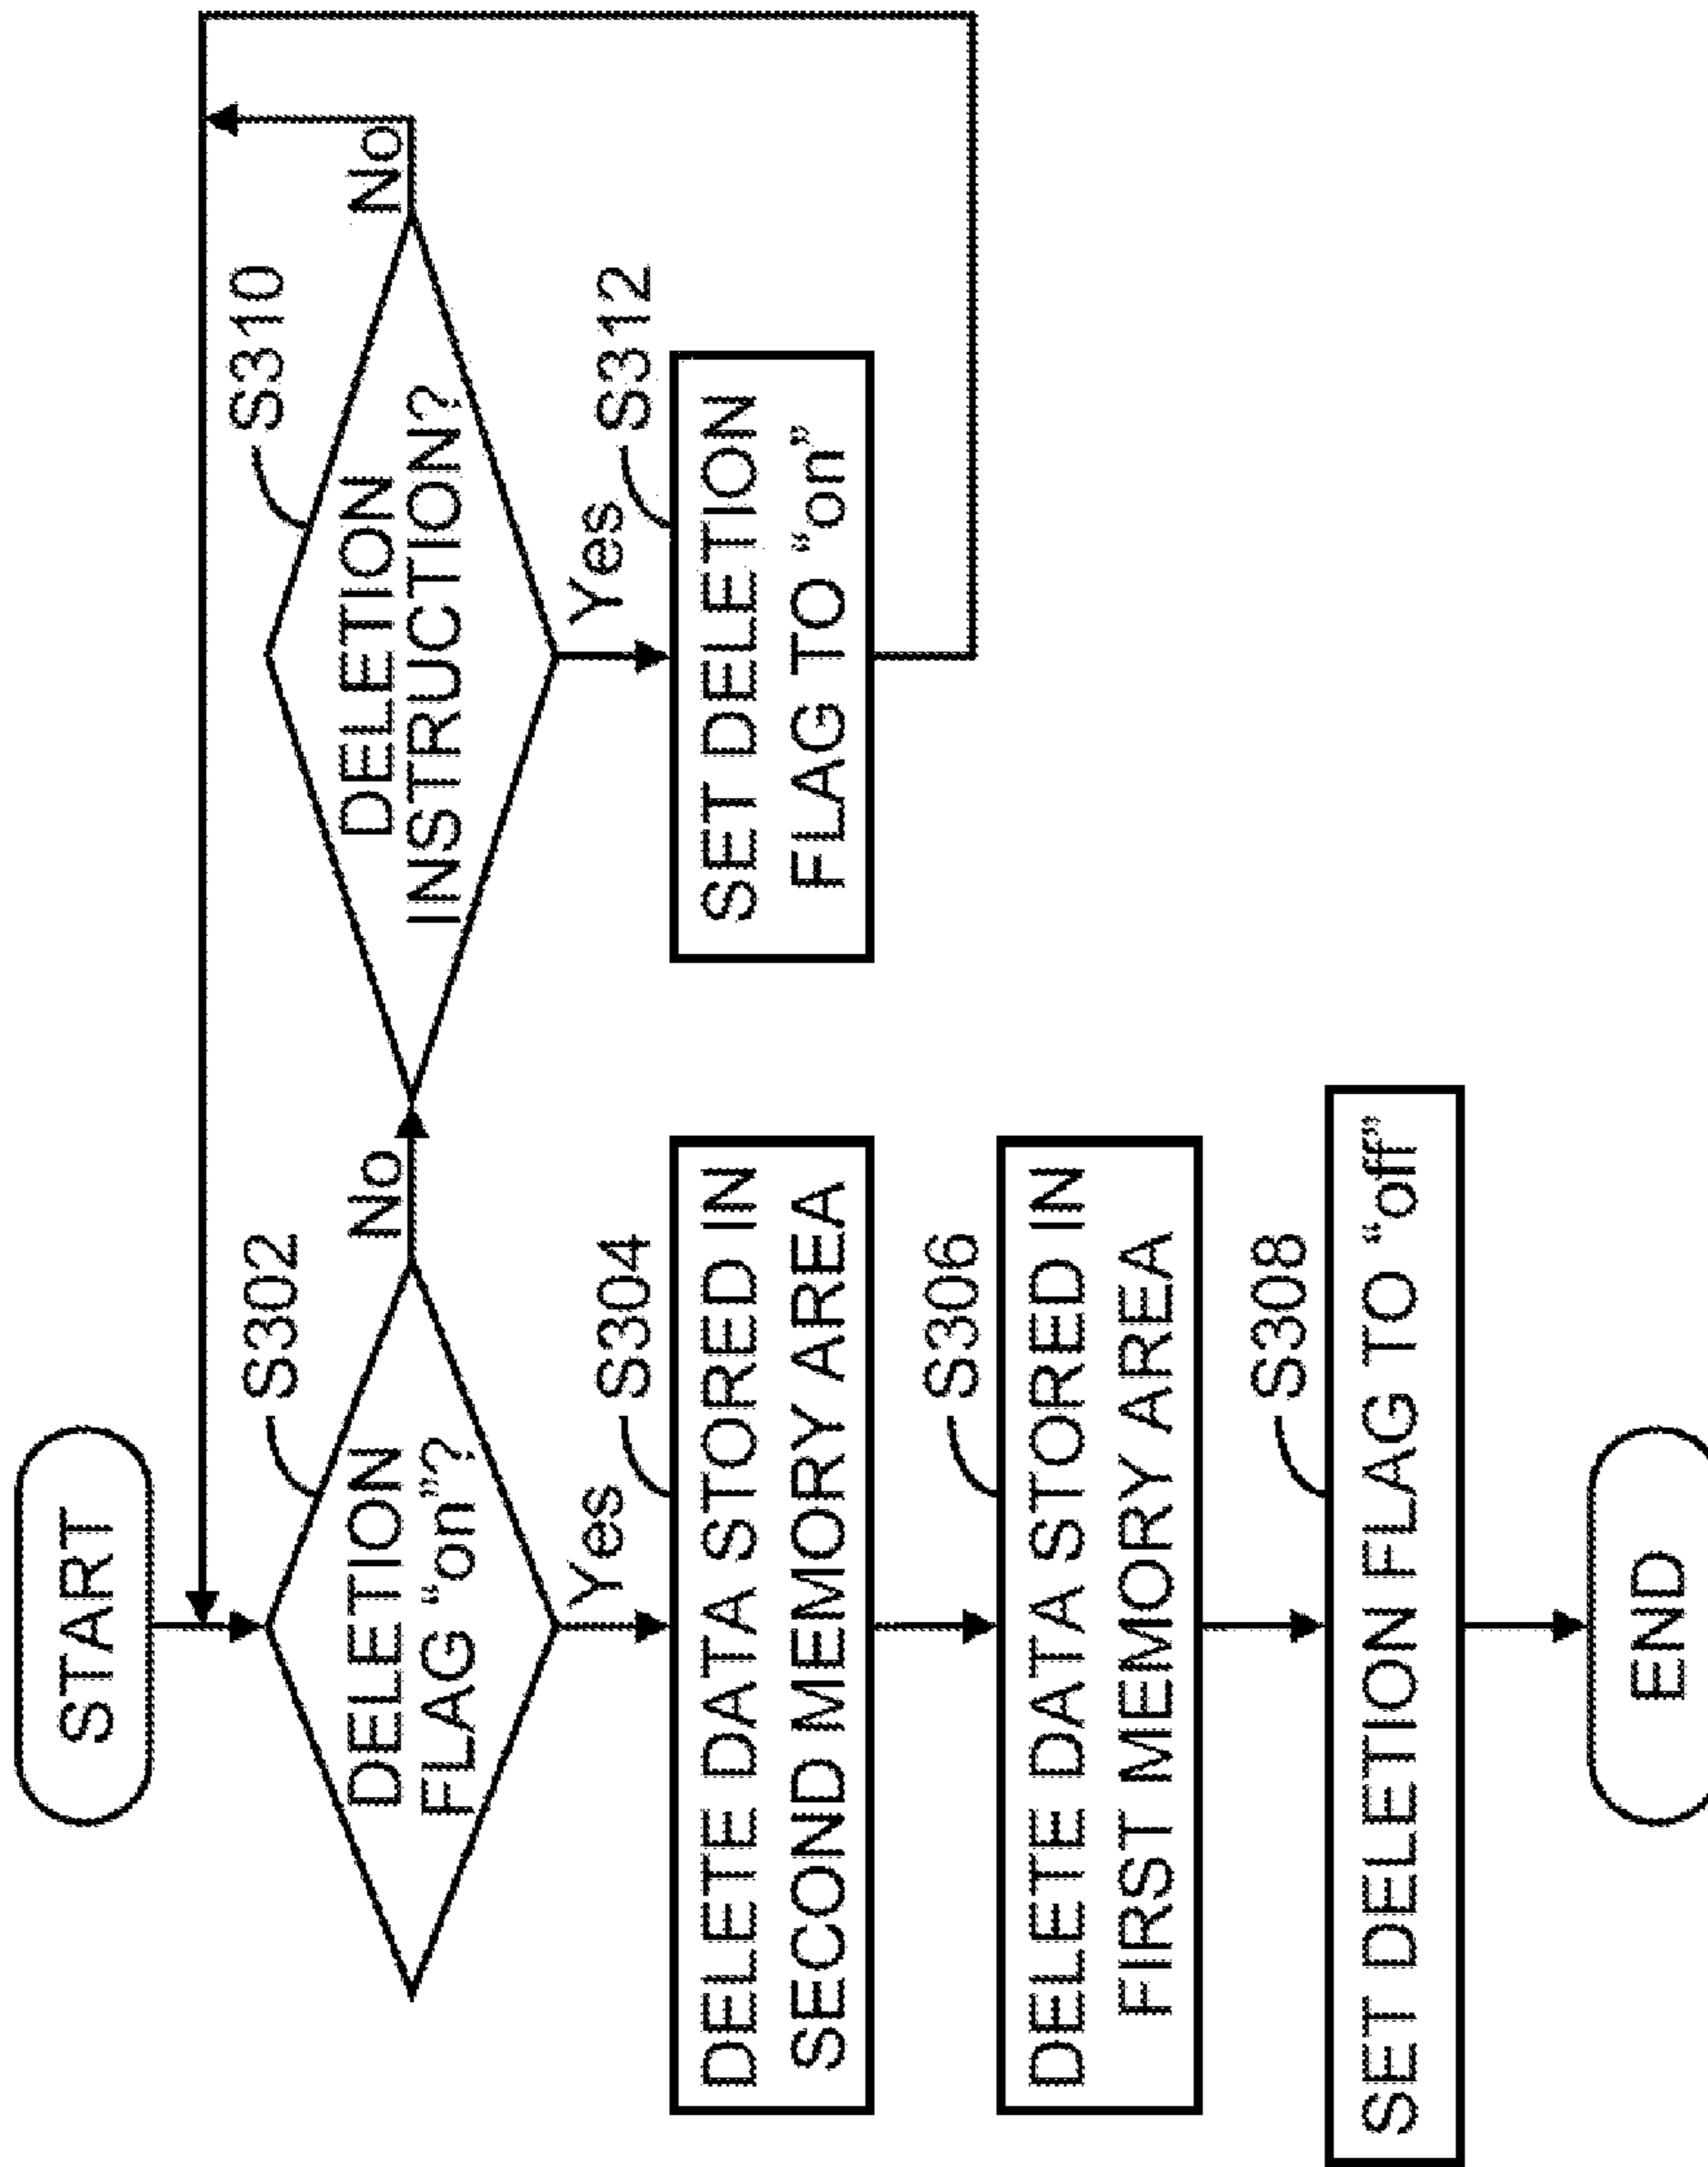 START
S302
DELETION
FLAG “on”?
No
Yes
S304
DELETE DATA STORED IN
SECOND MEMORY AREA
S306
DELETE DATA STORED IN
FIRST MEMORY AREA
S308
SET DELETION FLAG TO “off”
END
S310
DELETION
INSTRUCTION?
No
Yes
S312
SET DELETION
FLAG TO “on”